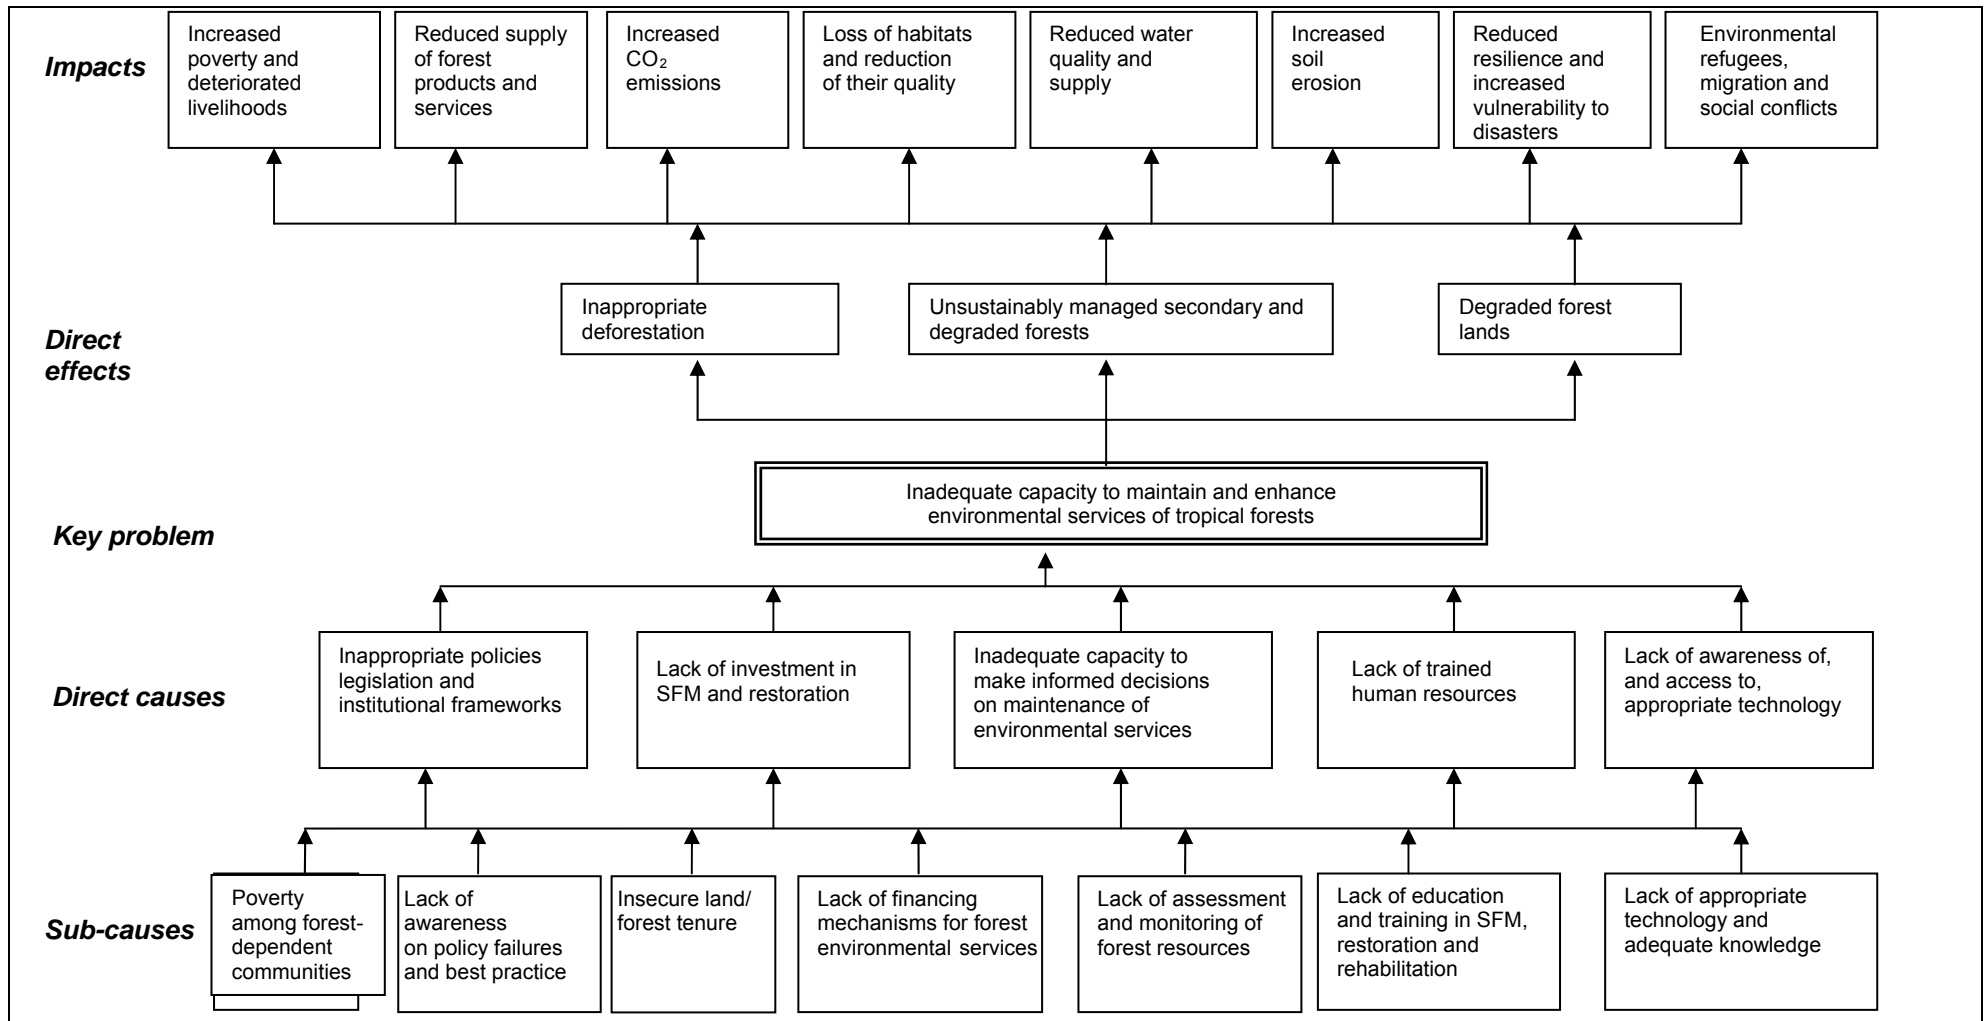 Impacts
Increased
poverty and
deteriorated
livelihoods
Reduced supply
of forest
products and
services
Increased
CO₂
emissions
Loss of habitats
and reduction
of their quality
Reduced water
quality and
supply
Increased
soil
erosion
Reduced
resilience and
increased
vulnerability to
disasters
Environmental
refugees,
migration and
social conflicts
Direct
effects
Inappropriate
deforestation
Unsustainably managed secondary and
degraded forests
Degraded forest
lands
Key problem
Inadequate capacity to maintain and enhance
environmental services of tropical forests
Direct causes
Inappropriate policies
legislation and
institutional frameworks
Lack of investment in
SFM and restoration
Inadequate capacity to
make informed decisions
on maintenance of
environmental services
Lack of trained
human resources
Lack of awareness of,
and access to,
appropriate technology
Sub-causes
Poverty
among forest-
dependent
communities
Lack of
awareness
on policy failures
and best practice
Insecure land/
forest tenure
Lack of financing
mechanisms for forest
environmental services
Lack of assessment
and monitoring of
forest resources
Lack of education
and training in SFM,
restoration and
rehabilitation
Lack of appropriate
technology and
adequate knowledge